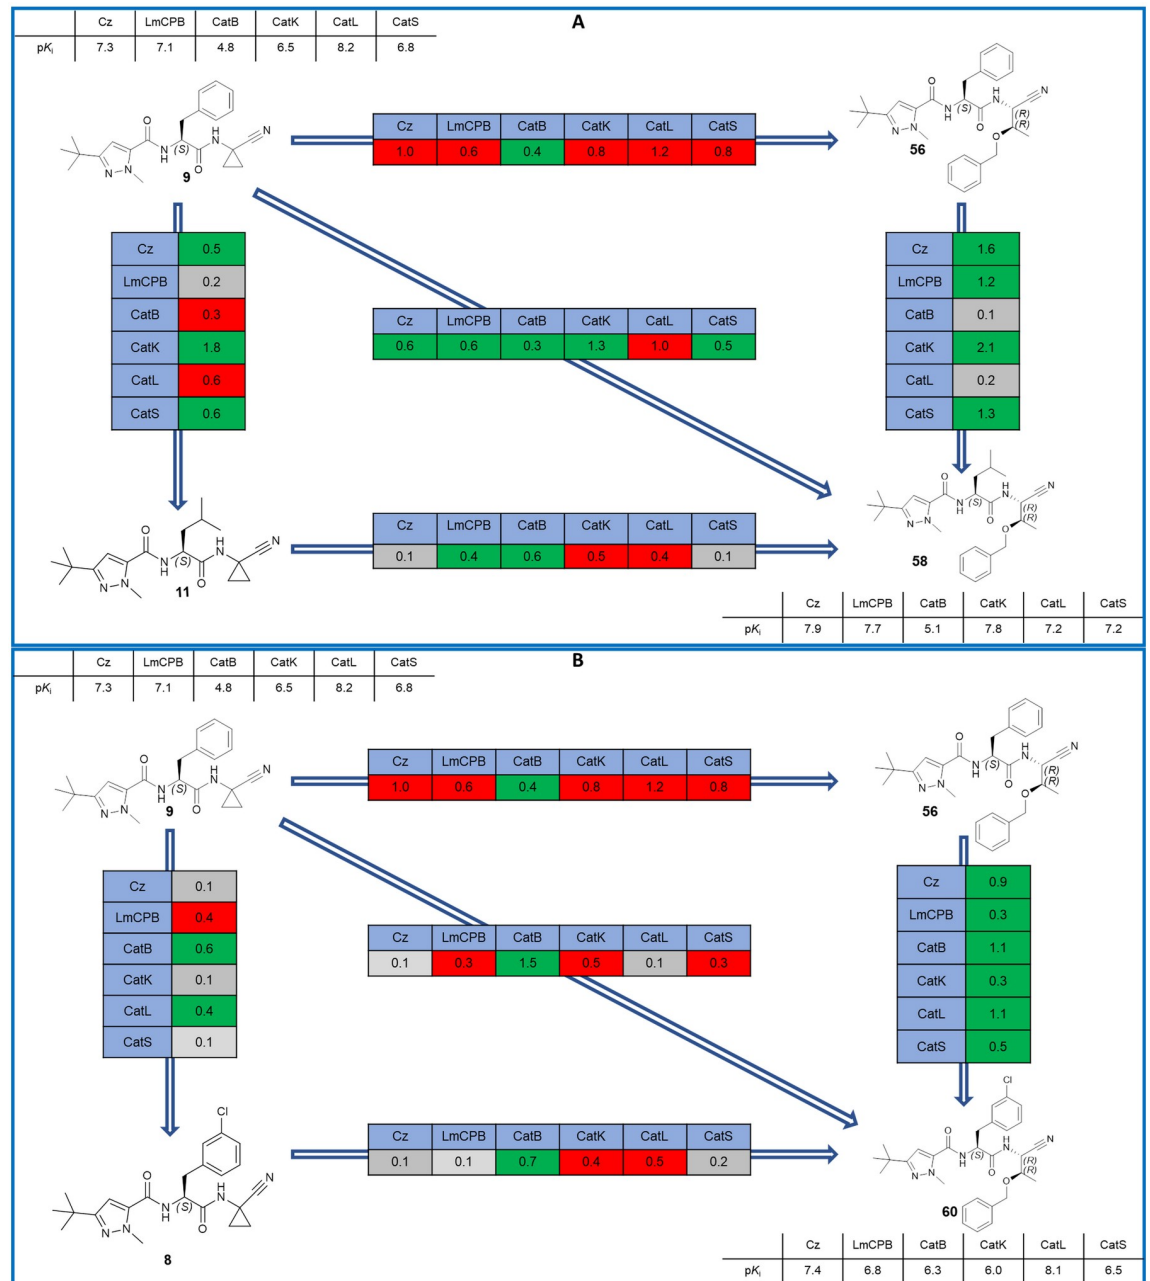 A
Cz LmCPB CatB CatK CatL CatS
pKi 7.3 7.1 4.8 6.5 8.2 6.8
O N H (S) O H N N N N
9
Cz LmCPB CatB CatK CatL CatS
1.0 0.6 0.4 0.8 1.2 0.8
O N H (S) O H N (R) (R) N N N O
56
Cz 0.5
LmCPB 0.2
CatB 0.3
CatK 1.8
CatL 0.6
CatS 0.6
Cz LmCPB CatB CatK CatL CatS
0.6 0.6 0.3 1.3 1.0 0.5
Cz 1.6
LmCPB 1.2
CatB 0.1
CatK 2.1
CatL 0.2
CatS 1.3
O N H (S) O H N N N N
11
Cz LmCPB CatB CatK CatL CatS
0.1 0.4 0.6 0.5 0.4 0.1
O N H (S) O H N (R) (R) N N N O
58
Cz LmCPB CatB CatK CatL CatS
pKi 7.9 7.7 5.1 7.8 7.2 7.2
B
Cz LmCPB CatB CatK CatL CatS
pKi 7.3 7.1 4.8 6.5 8.2 6.8
O N H (S) O H N N N N
9
Cz LmCPB CatB CatK CatL CatS
1.0 0.6 0.4 0.8 1.2 0.8
O N H (S) O H N (R) (R) N N N O
56
Cz 0.1
LmCPB 0.4
CatB 0.6
CatK 0.1
CatL 0.4
CatS 0.1
Cz LmCPB CatB CatK CatL CatS
0.1 0.3 1.5 0.5 0.1 0.3
Cz 0.9
LmCPB 0.3
CatB 1.1
CatK 0.3
CatL 1.1
CatS 0.5
Cl O N H (S) O H N N N N
8
Cz LmCPB CatB CatK CatL CatS
0.1 0.1 0.7 0.4 0.5 0.2
Cl O N H (S) O H N (R) (R) N N N O
60
Cz LmCPB CatB CatK CatL CatS
pKi 7.4 6.8 6.3 6.0 8.1 6.5